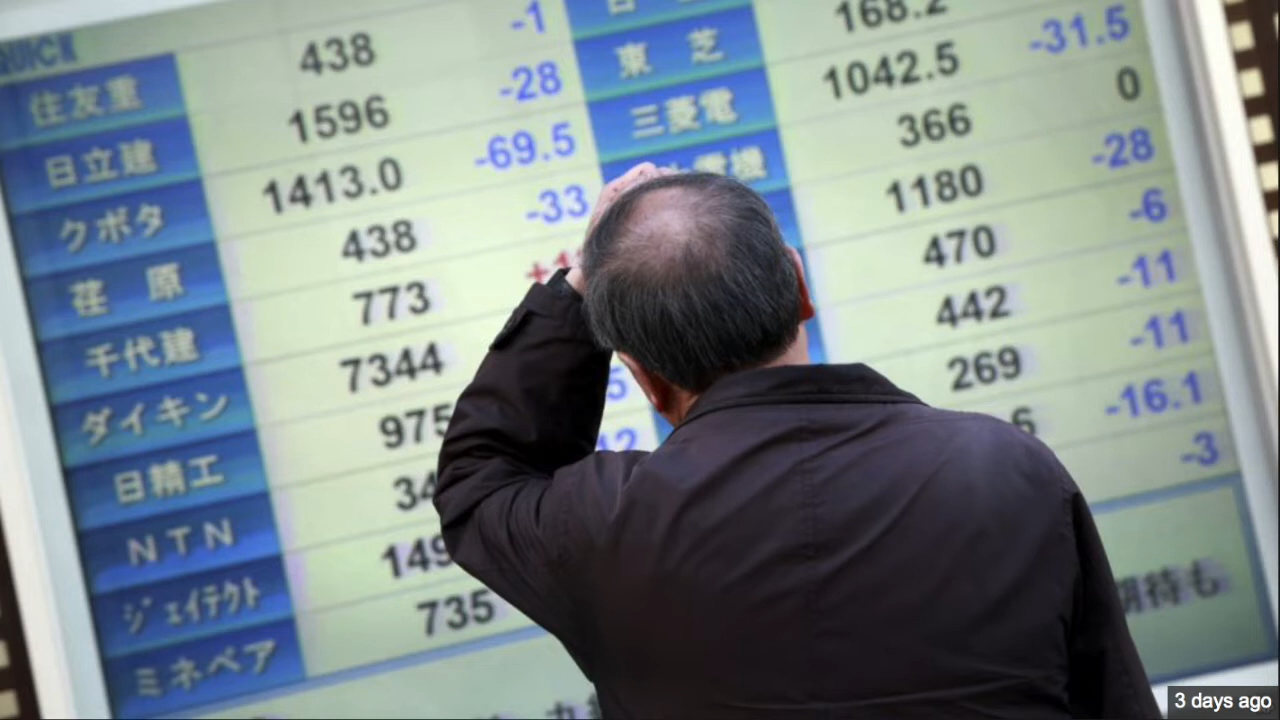 QUICK
住友重 438 -1
東芝 168.2
日立建 1596 -28
三菱電 1042.5 -31.5
クボタ 1413.0 -69.5
電機 366 0
荏原 438 -33
1180 -28
千代建 773
470 -6
ダイキン 7344
442 -11
日精工 975
269 -11
NTN
-16.1
ジェイテクト
-3
ミネベア 735
期待も
3 days ago